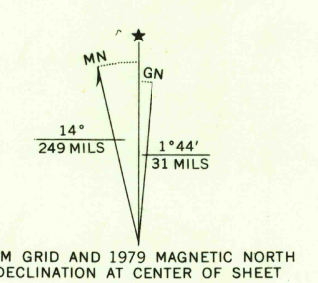 MN
GN
14°
249 MILS
1°44′
31 MILS
M GRID AND 1979 MAGNETIC NORTH
DECLINATION AT CENTER OF SHEET